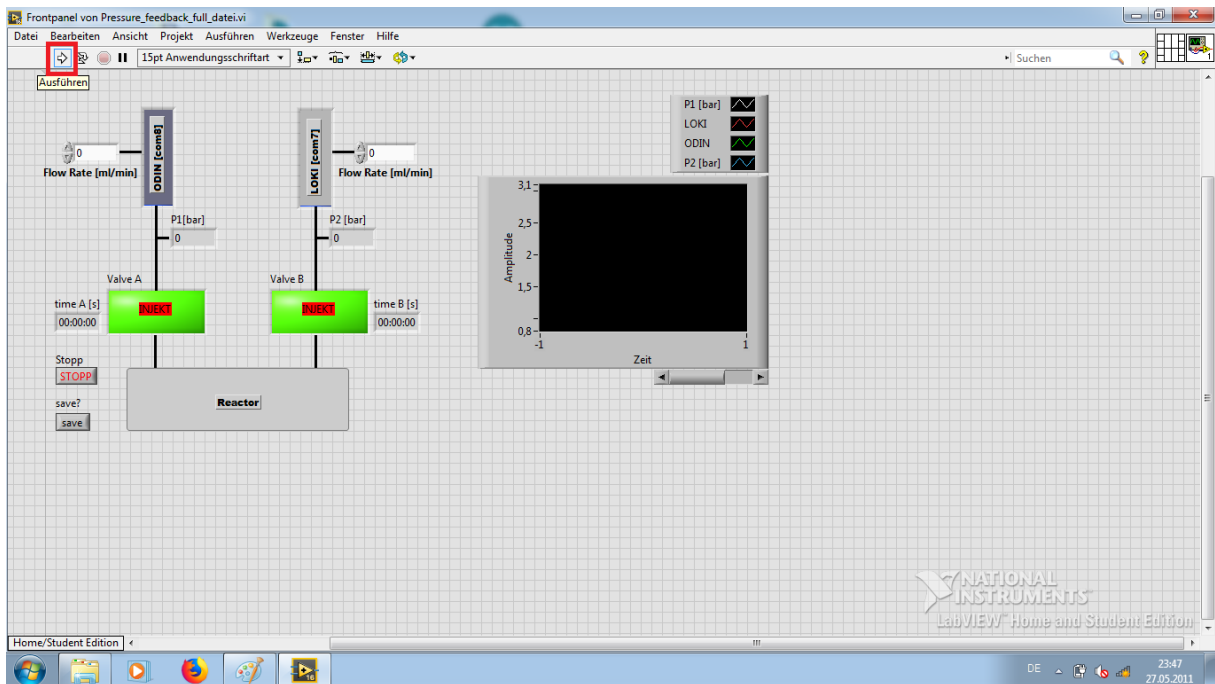 Frontpanel von Pressure_feedback_full_datei.vi
Datei Bearbeiten Ansicht Projekt Ausführen Werkzeuge Fenster Hilfe
15pt Anwendungsschriftart
Suchen
Ausführen
ODIN [com8]
LOKI [com7]
0
0
Flow Rate [ml/min]
Flow Rate [ml/min]
P1[bar]
0
P2 [bar]
0
Valve A
Valve B
time A [s]
00:00:00
INJEKT
INJEKT
time B [s]
00:00:00
Stopp
STOPP
save?
save
Reactor
P1 [bar]
LOKI
ODIN
P2 [bar]
3,1
2,5
2
1,5
0,8
Amplitude
-1
1
Zeit
NATIONAL
INSTRUMENTS
LabVIEW Home and Student Edition
Home/Student Edition
16
DE
23:47
27.05.2011